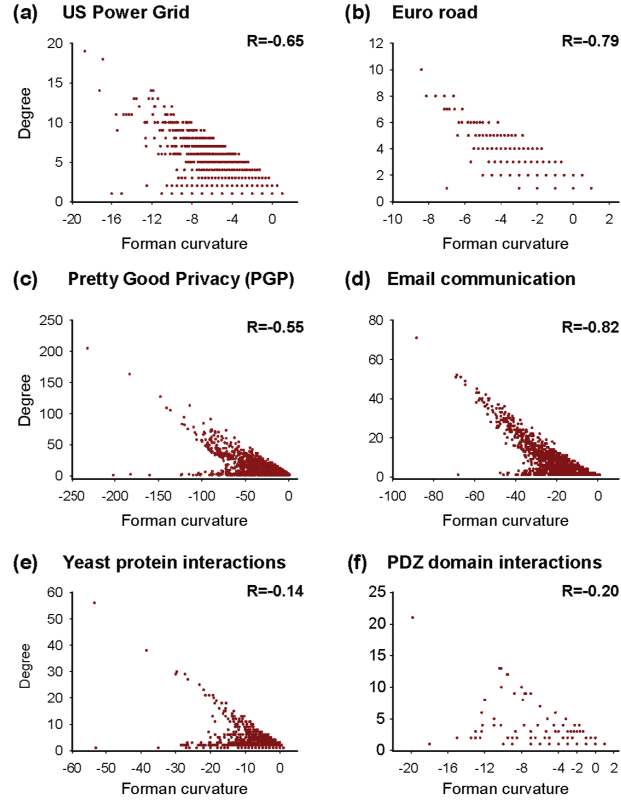 (a) US Power Grid
R=-0.65
20
15
10
5
0
Degree
-20 -16 -12 -8 -4 0
Forman curvature
(b) Euro road
R=-0.79
12
10
8
6
4
2
0
-10 -8 -6 -4 -2 0 2
Forman curvature
(c) Pretty Good Privacy (PGP)
R=-0.55
250
200
150
100
50
0
Degree
-250 -200 -150 -100 -50 0
Forman curvature
(d) Email communication
R=-0.82
80
60
40
20
0
-100 -80 -60 -40 -20 0
Forman curvature
(e) Yeast protein interactions
R=-0.14
60
50
40
30
20
10
0
Degree
-60 -50 -40 -30 -20 -10 0
Forman curvature
(f) PDZ domain interactions
R=-0.20
25
20
15
10
5
0
-20 -16 -12 -8 -4 -2 0 2
Forman curvature